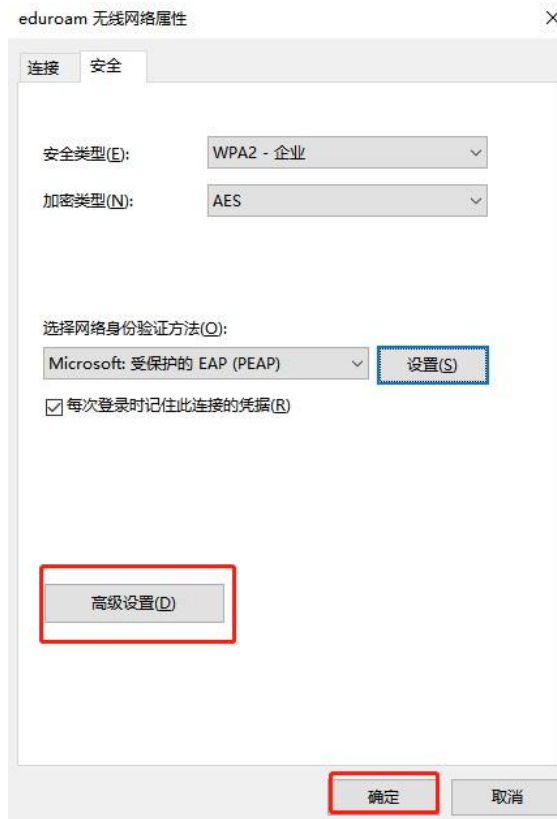 eduroam 无线网络属性
连接 安全
安全类型(E): WPA2 - 企业
加密类型(N): AES
选择网络身份验证方法(O):
Microsoft: 受保护的 EAP (PEAP) 设置(S)
每次登录时记住此连接的凭据(R)
高级设置(D)
确定 取消